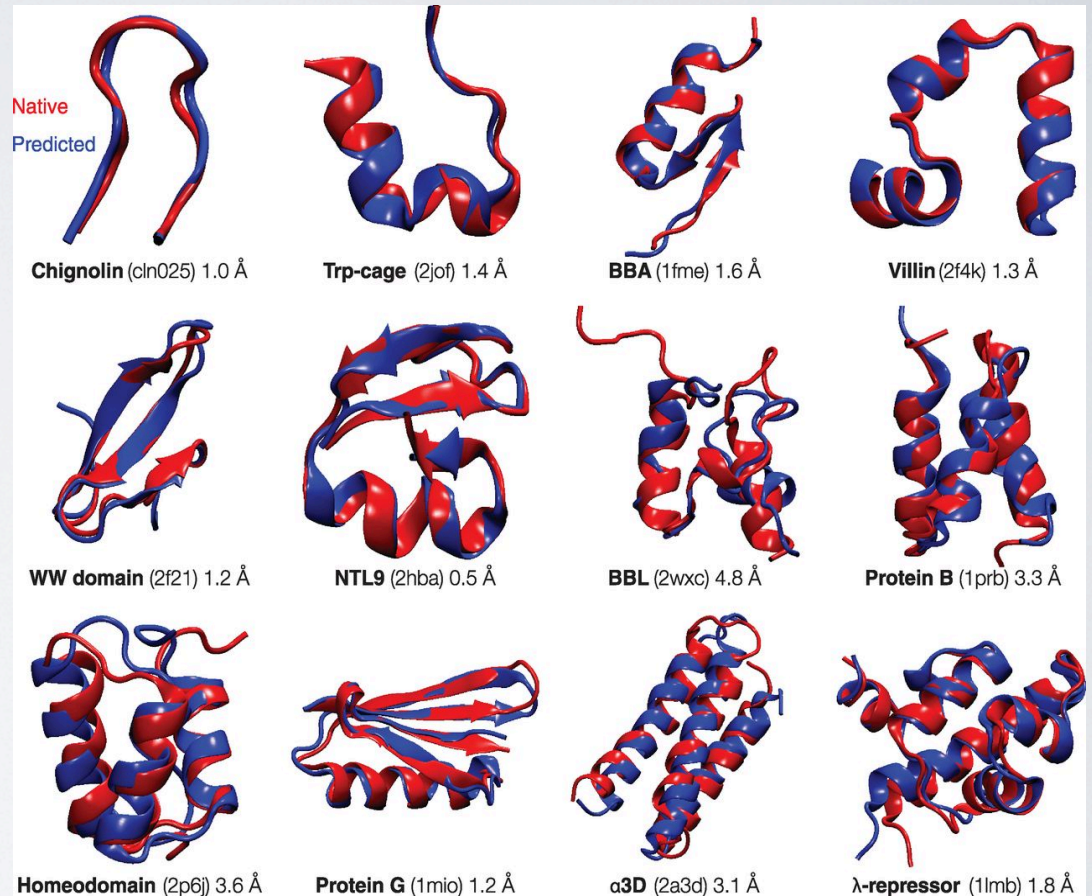 Native
Predicted
Chignolin (cln025) 1.0 Å
Trp-cage (2jof) 1.4 Å
BBA (1fme) 1.6 Å
Villin (2f4k) 1.3 Å
WW domain (2f21) 1.2 Å
NTL9 (2hba) 0.5 Å
BBL (2wxc) 4.8 Å
Protein B (1prb) 3.3 Å
Homeodomain (2p6j) 3.6 Å
Protein G (1mio) 1.2 Å
α3D (2a3d) 3.1 Å
λ-repressor (1lmb) 1.8 Å